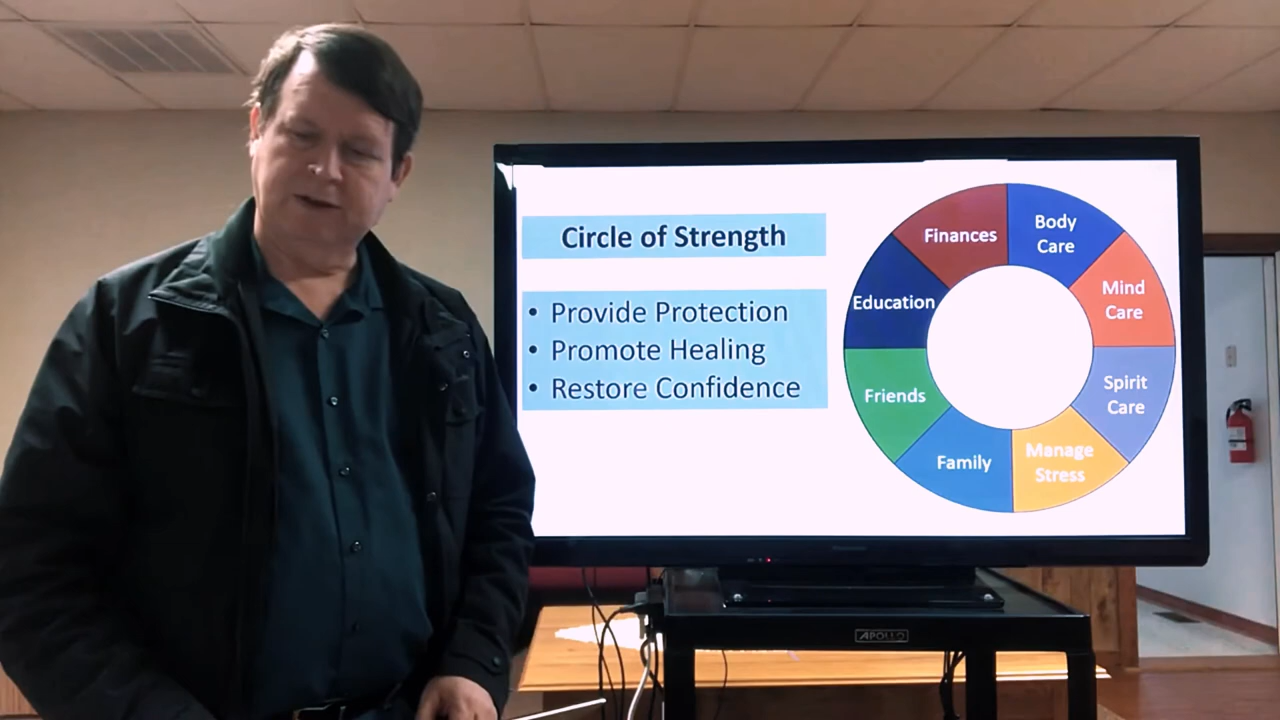 Circle of Strength
• Provide Protection
• Promote Healing
• Restore Confidence
Finances
Body
Care
Mind
Care
Spirit
Care
Manage
Stress
Family
Friends
Education
APOLLO